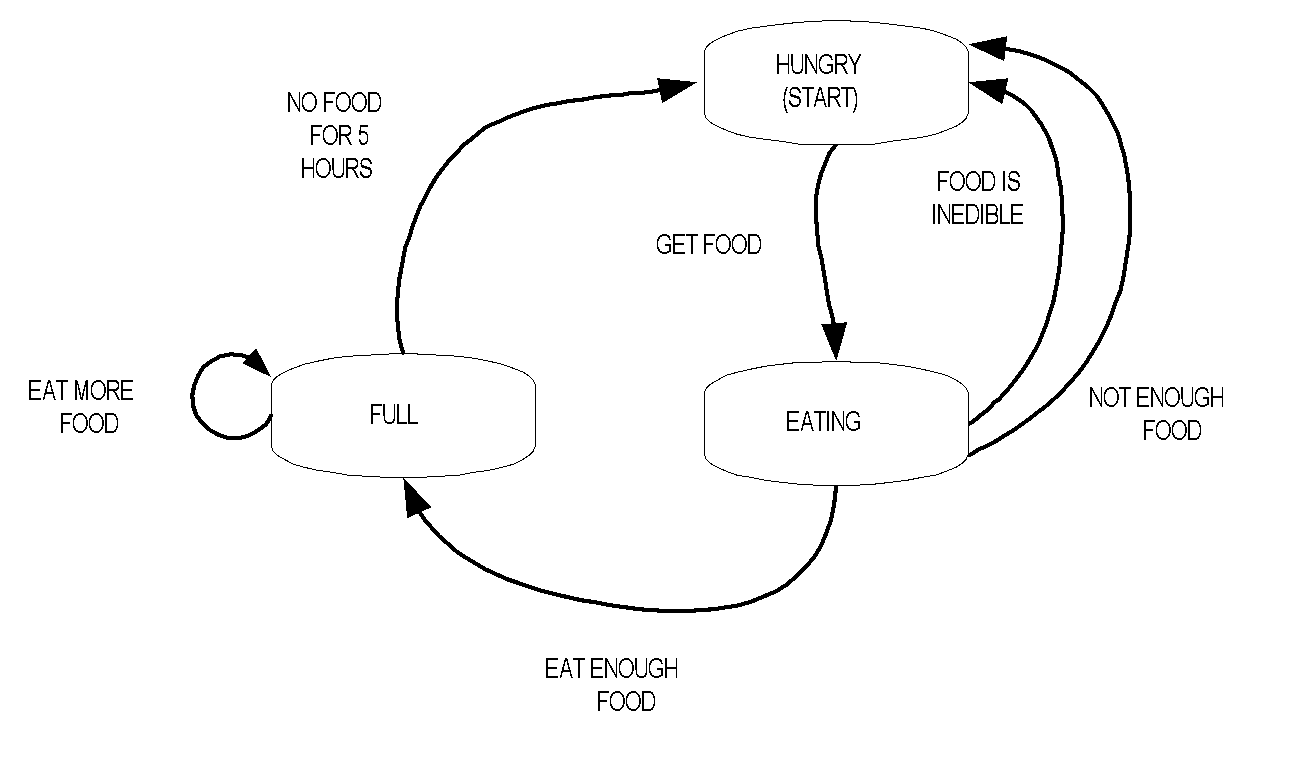 HUNGRY
(START)
NO FOOD
FOR 5
HOURS
FOOD IS
INEDIBLE
GET FOOD
EAT MORE
FOOD
FULL
EATING
NOT ENOUGH
FOOD
EAT ENOUGH
FOOD